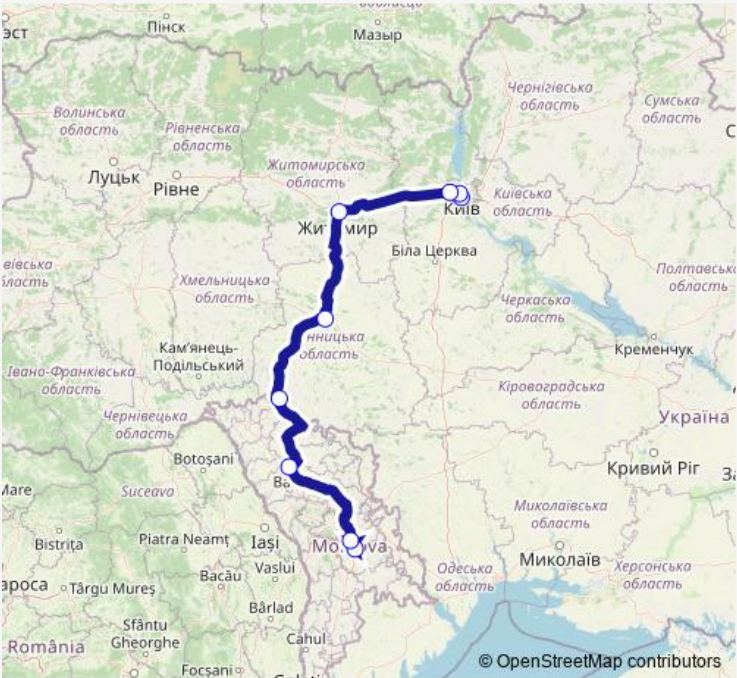 эст
Пінск
Мазыр
Чернігівська
область
Сумська
область
Волинська
область
Рівненська
область
Житомирська
область
Луцьк
Рівне
Київська
область
Київ
Біла Церква
Хмельницька
область
Полтавськ
область
Черкаська
область
Кам'янець-
Подільський
область
Кременчук
Івано-Франківська
область
Кіровоградська
область
Чернівецька
область
Україна
Botoșani
Кривий Ріг
Suceava
Миколаївська
область
Bistrița
Piatra Neamț
Iași
Миколаїв
Vaslui
Bacău
Одеська
область
Херсонська
область
Târgu Mureș
Bârlad
Sfântu
Gheorghe
Cahul
România
Focșani
© OpenStreetMap contributors